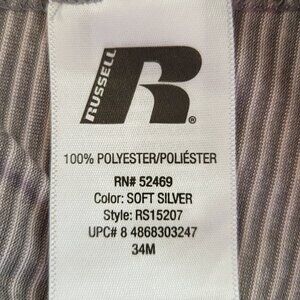 RUSSELL
R®
100% POLYESTER/POLIÉSTER
RN# 52469
Color: SOFT SILVER
Style: RS15207
UPC# 8 4868303247
34M